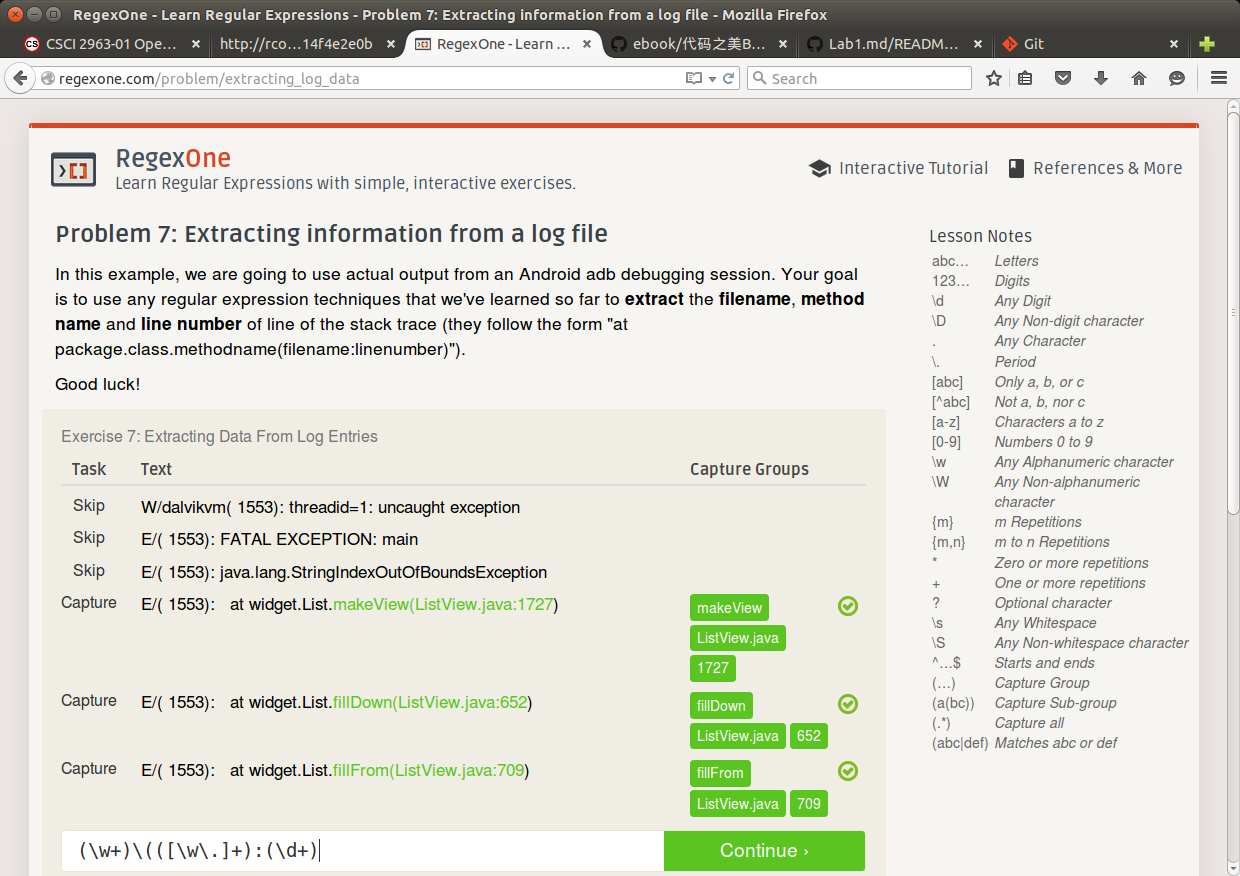 RegexOne - Learn Regular Expressions - Problem 7: Extracting information from a log file - Mozilla Firefox
CS CSCI 2963-01 Ope... × http://rco...14f4e2e0b × RegexOne - Learn ... × ebook/代码之美B... × Lab1.md/READM... × Git ×
regexone.com/problem/extracting_log_data Search
RegexOne
Learn Regular Expressions with simple, interactive exercises.
Interactive Tutorial References & More
Problem 7: Extracting information from a log file
In this example, we are going to use actual output from an Android adb debugging session. Your goal
is to use any regular expression techniques that we've learned so far to extract the filename, method
name and line number of line of the stack trace (they follow the form "at
package.class.methodname(filename:linenumber)").
Good luck!
Exercise 7: Extracting Data From Log Entries
Task Text Capture Groups
Skip W/dalvikvm( 1553): threadid=1: uncaught exception
Skip E/( 1553): FATAL EXCEPTION: main
Skip E/( 1553): java.lang.StringIndexOutOfBoundsException
Capture E/( 1553):   at widget.List.makeView(ListView.java:1727) makeView
ListView.java
1727
Capture E/( 1553):   at widget.List.fillDown(ListView.java:652) fillDown
ListView.java 652
Capture E/( 1553):   at widget.List.fillFrom(ListView.java:709) fillFrom
ListView.java 709
(\w+)\(([\w\.]+):(\d+) Continue ›
Lesson Notes
abc… Letters
123… Digits
\d Any Digit
\D Any Non-digit character
. Any Character
\. Period
[abc] Only a, b, or c
[^abc] Not a, b, nor c
[a-z] Characters a to z
[0-9] Numbers 0 to 9
\w Any Alphanumeric character
\W Any Non-alphanumeric
character
{m} m Repetitions
{m,n} m to n Repetitions
* Zero or more repetitions
+ One or more repetitions
? Optional character
\s Any Whitespace
\S Any Non-whitespace character
^…$ Starts and ends
(…) Capture Group
(a(bc)) Capture Sub-group
(.*) Capture all
(abc|def) Matches abc or def